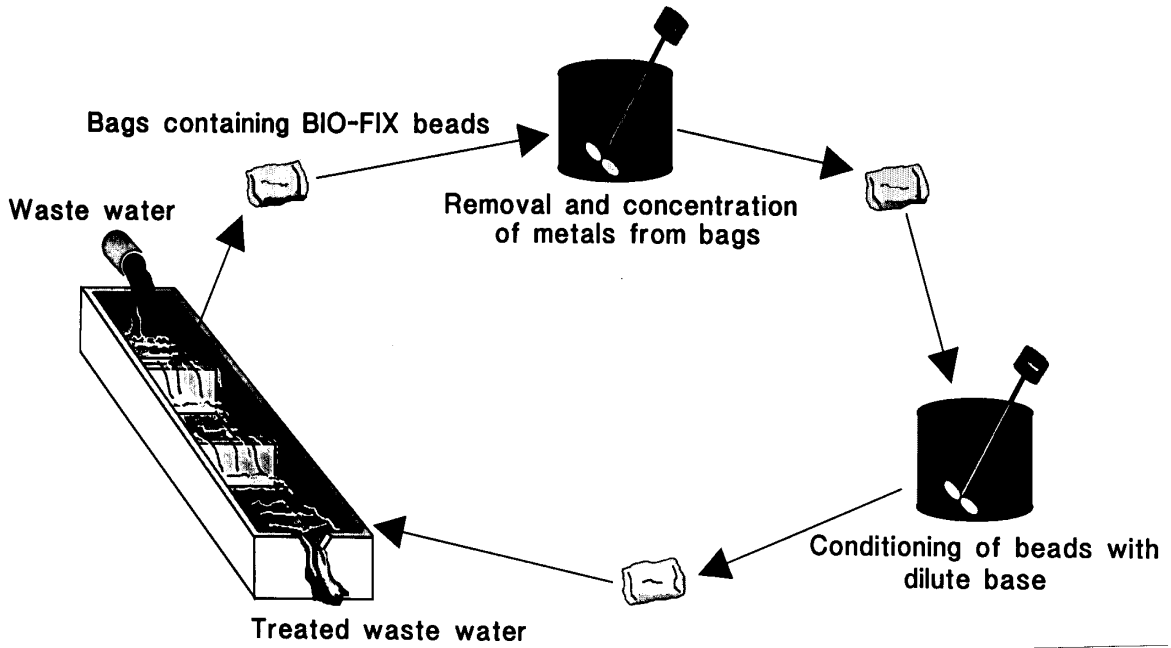 Bags containing BIO-FIX beads
Waste water
Removal and concentration
of metals from bags
Conditioning of beads with
dilute base
Treated waste water